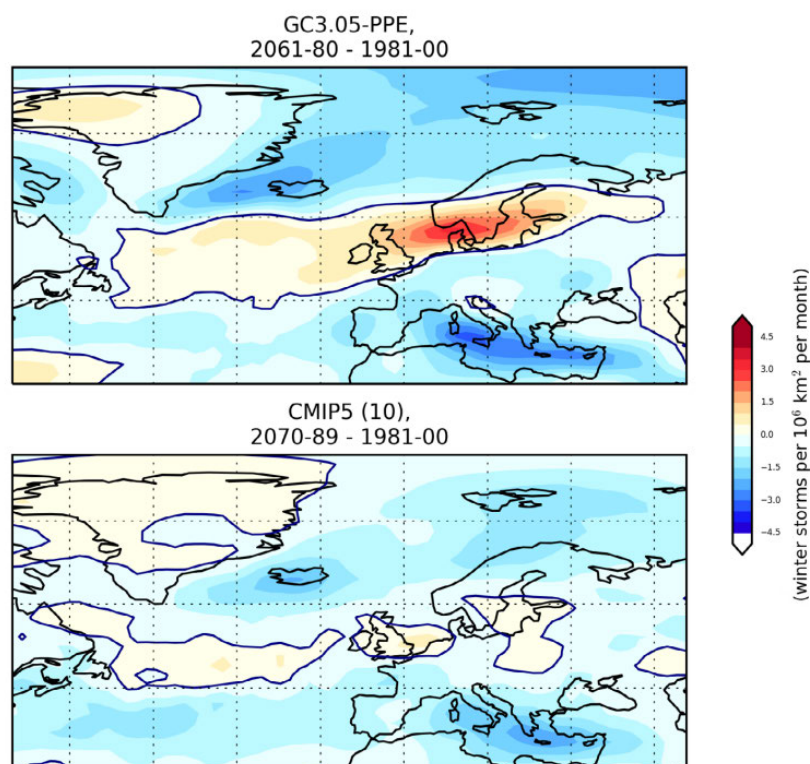 GC3.05-PPE,
2061-80 - 1981-00
CMIP5 (10),
2070-89 - 1981-00
4.5
3.0
1.5
0.0
−1.5
−3.0
−4.5
(winter storms per 10⁶ km² per month)